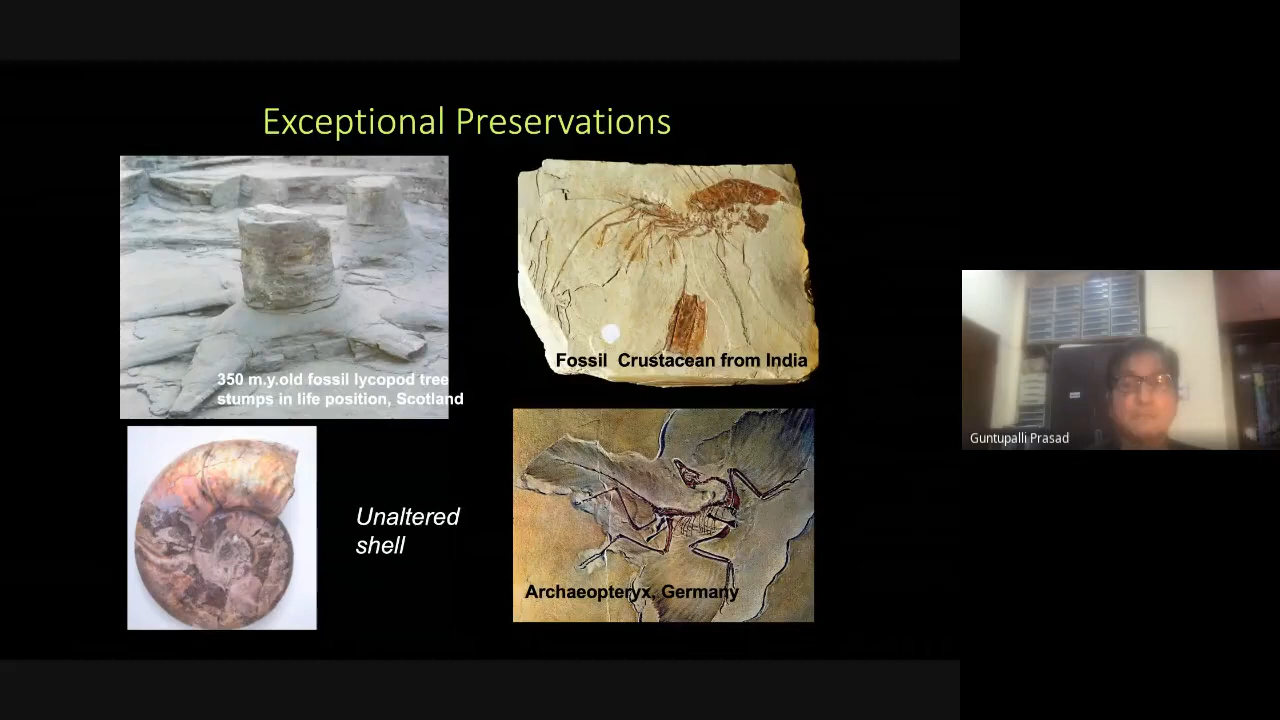 Exceptional Preservations
350 m.y.old fossil lycopod tree
stumps in life position, Scotland
Fossil Crustacean from India
Unaltered
shell
Archaeopteryx, Germany
Guntupalli Prasad